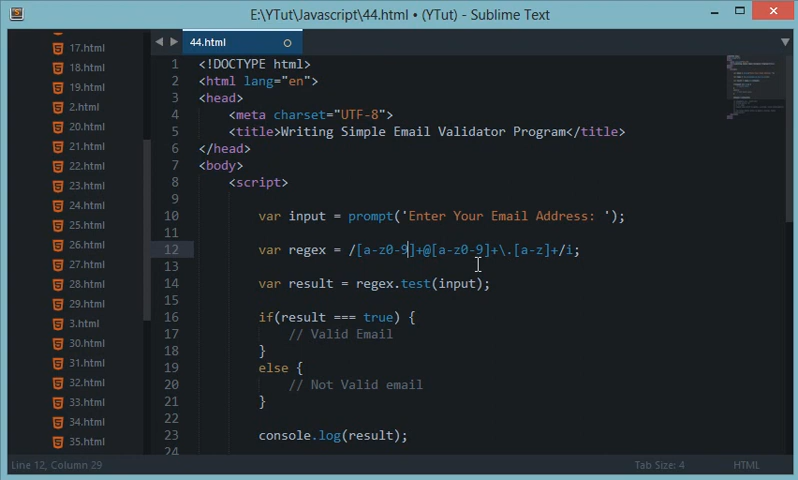 E:\YTut\Javascript\44.html • (YTut) - Sublime Text
17.html
18.html
19.html
2.html
20.html
21.html
22.html
23.html
24.html
25.html
26.html
27.html
28.html
29.html
3.html
30.html
31.html
32.html
33.html
34.html
35.html
44.html
1 <!DOCTYPE html>
2 <html lang="en">
3 <head>
4 <meta charset="UTF-8">
5 <title>Writing Simple Email Validator Program</title>
6 </head>
7 <body>
8 <script>
9
10 var input = prompt('Enter Your Email Address: ');
11
12 var regex = /[a-z0-9]+@[a-z0-9]+\.[a-z]+/i;
13
14 var result = regex.test(input);
15
16 if(result === true) {
17 // Valid Email
18 }
19 else {
20 // Not Valid email
21 }
22
23 console.log(result);
24
Line 12, Column 29
Tab Size: 4
HTML